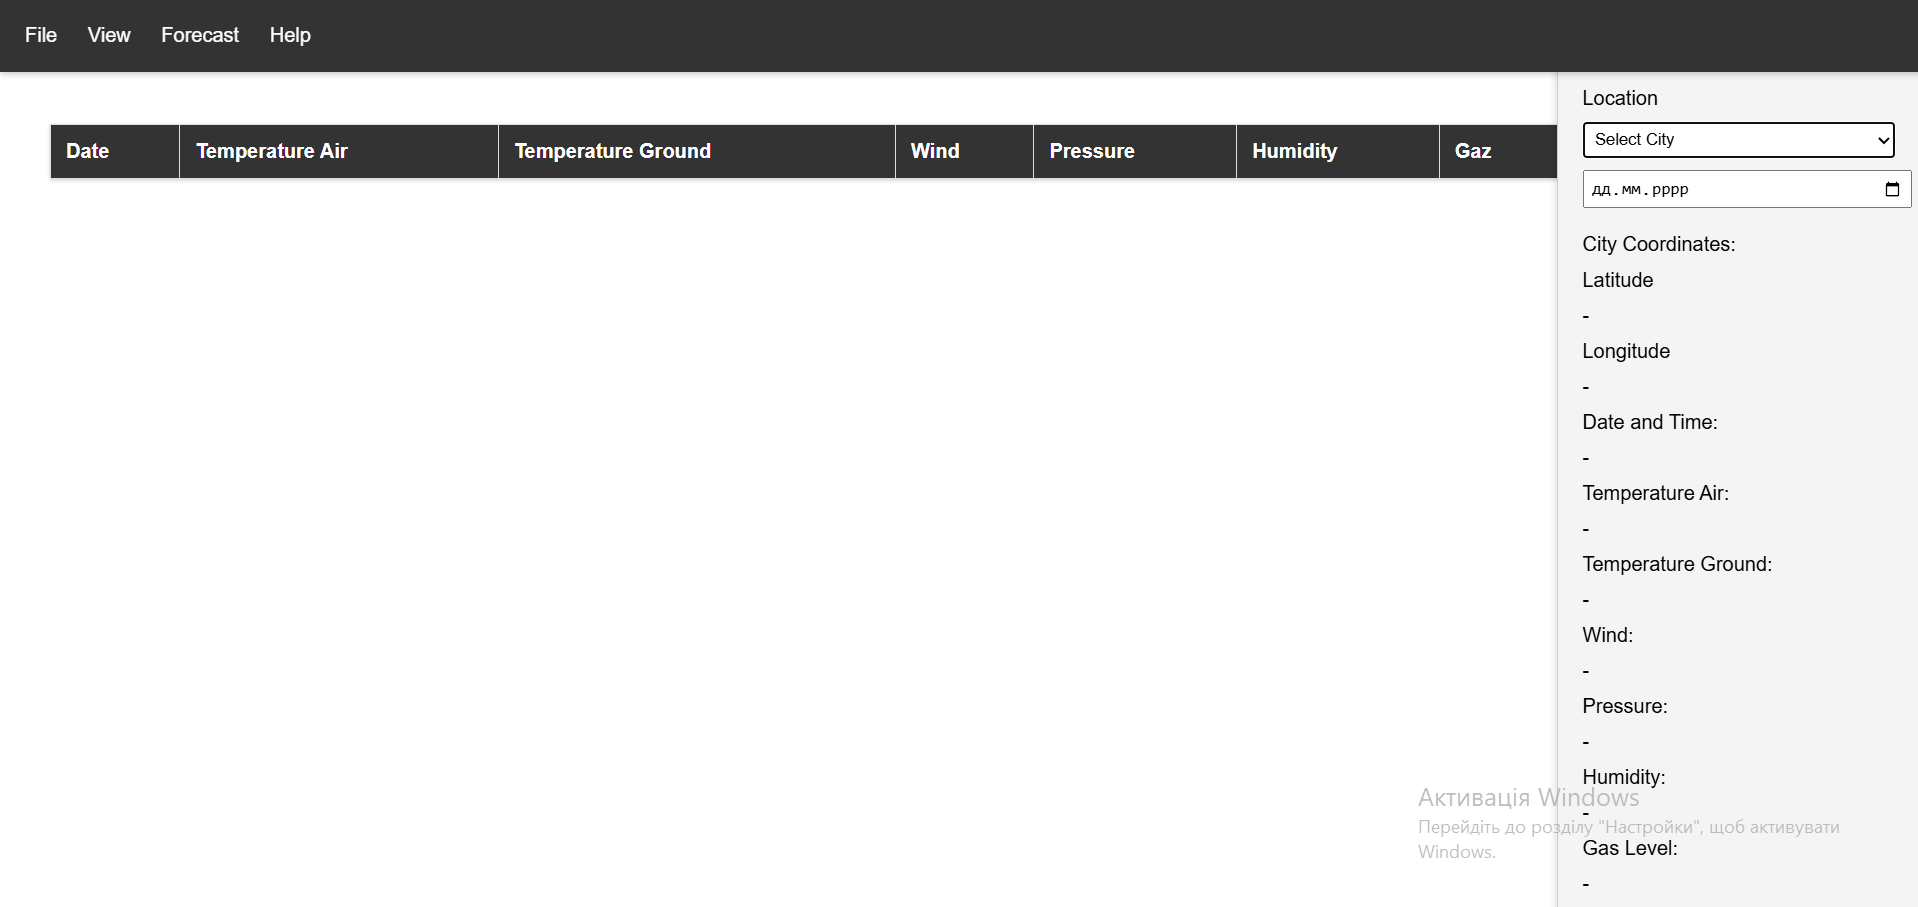 File View Forecast Help
Date Temperature Air Temperature Ground Wind Pressure Humidity Gaz
Location
Select City
дд.мм.рррр
City Coordinates:
Latitude
-
Longitude
-
Date and Time:
-
Temperature Air:
-
Temperature Ground:
-
Wind:
-
Pressure:
-
Humidity:
-
Gas Level:
-
Активація Windows
Перейдіть до розділу "Настройки", щоб активувати
Windows.